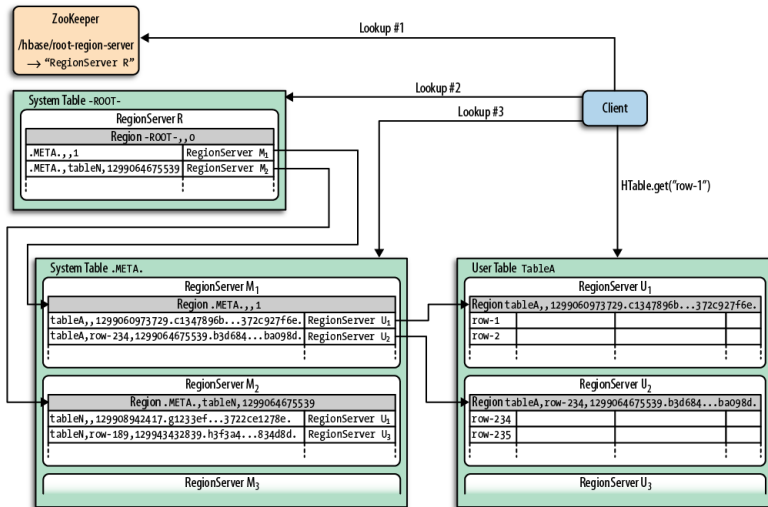 ZooKeeper
/hbase/root-region-server
→ "RegionServer R"
Lookup #1
Lookup #2
Lookup #3
Client
HTable.get("row-1")
System Table -ROOT-
RegionServer R
Region -ROOT-,,0
.META.,,1 RegionServer M1
.META.,tableN,1299064675539 RegionServer M2
System Table .META.
RegionServer M1
Region .META.,,1
tableA,,1299060973729.c1347896b...372c927f6e. RegionServer U1
tableA,row-234,1299064675539.b3d684...ba098d. RegionServer U2
RegionServer M2
Region .META.,tableN,1299064675539
tableN,,129908942417.g1233ef...3722ce1278e. RegionServer U1
tableN,row-189,129943432839.h3f3a4...834d8d. RegionServer U3
RegionServer M3
User Table TableA
RegionServer U1
Region tableA,,1299060973729.c1347896b...372c927f6e.
row-1
row-2
RegionServer U2
Region tableA,row-234,1299064675539.b3d684...ba098d.
row-234
row-235
RegionServer U3